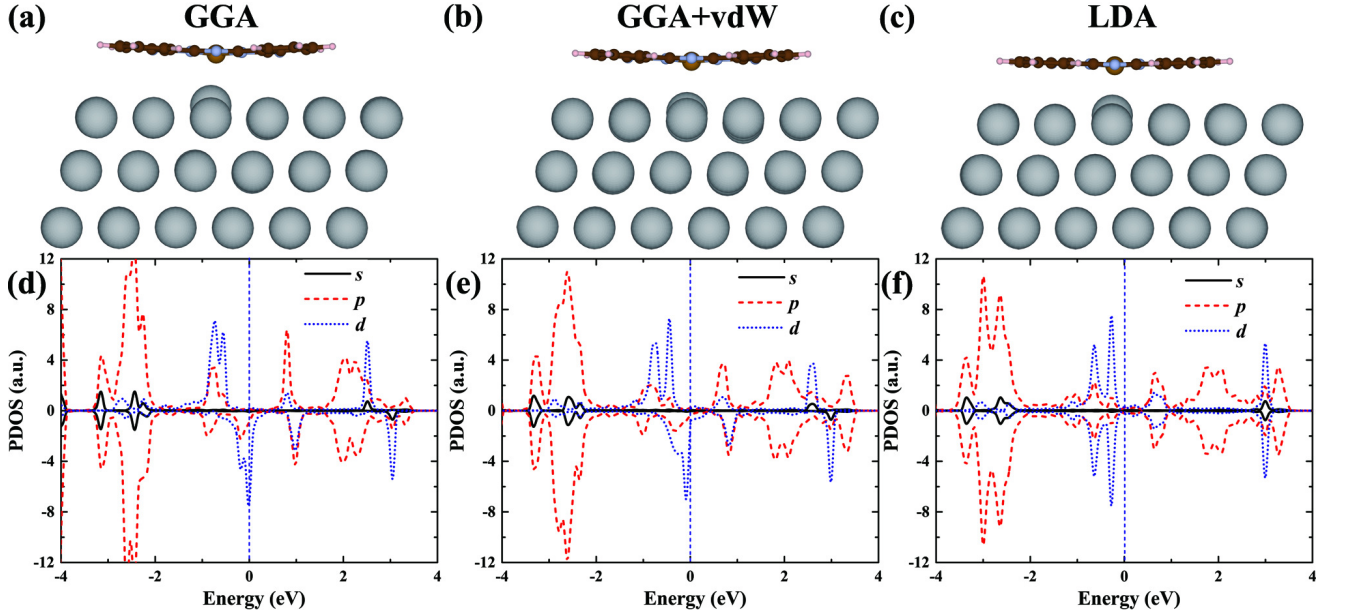 (a) GGA
(b) GGA+vdW
(c) LDA
(d)
s
p
d
12
8
4
0
-4
-8
-12
PDOS (a.u.)
-4 -2 0 2 4
Energy (eV)
(e)
s
p
d
12
8
4
0
-4
-8
-12
PDOS (a.u.)
-4 -2 0 2 4
Energy (eV)
(f)
s
p
d
12
8
4
0
-4
-8
-12
PDOS (a.u.)
-4 -2 0 2 4
Energy (eV)